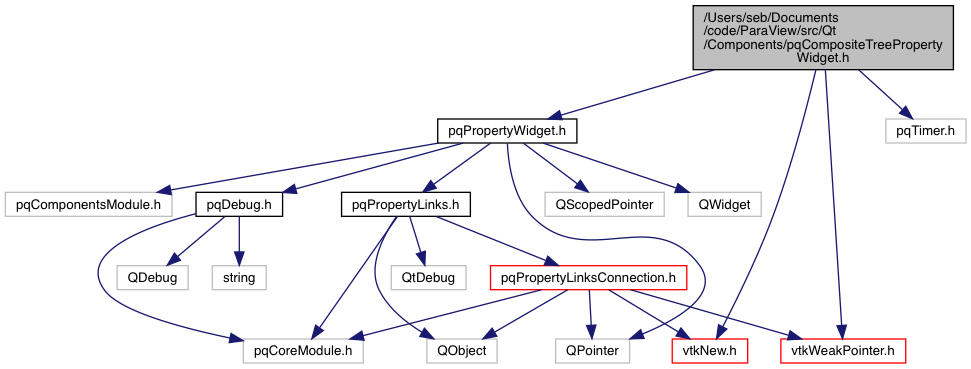 /Users/seb/Documents
/code/ParaView/src/Qt
/Components/pqCompositeTreeProperty
Widget.h
pqPropertyWidget.h
pqTimer.h
pqComponentsModule.h
pqDebug.h
pqPropertyLinks.h
QScopedPointer
QWidget
QDebug
string
QtDebug
pqPropertyLinksConnection.h
pqCoreModule.h
QObject
QPointer
vtkNew.h
vtkWeakPointer.h